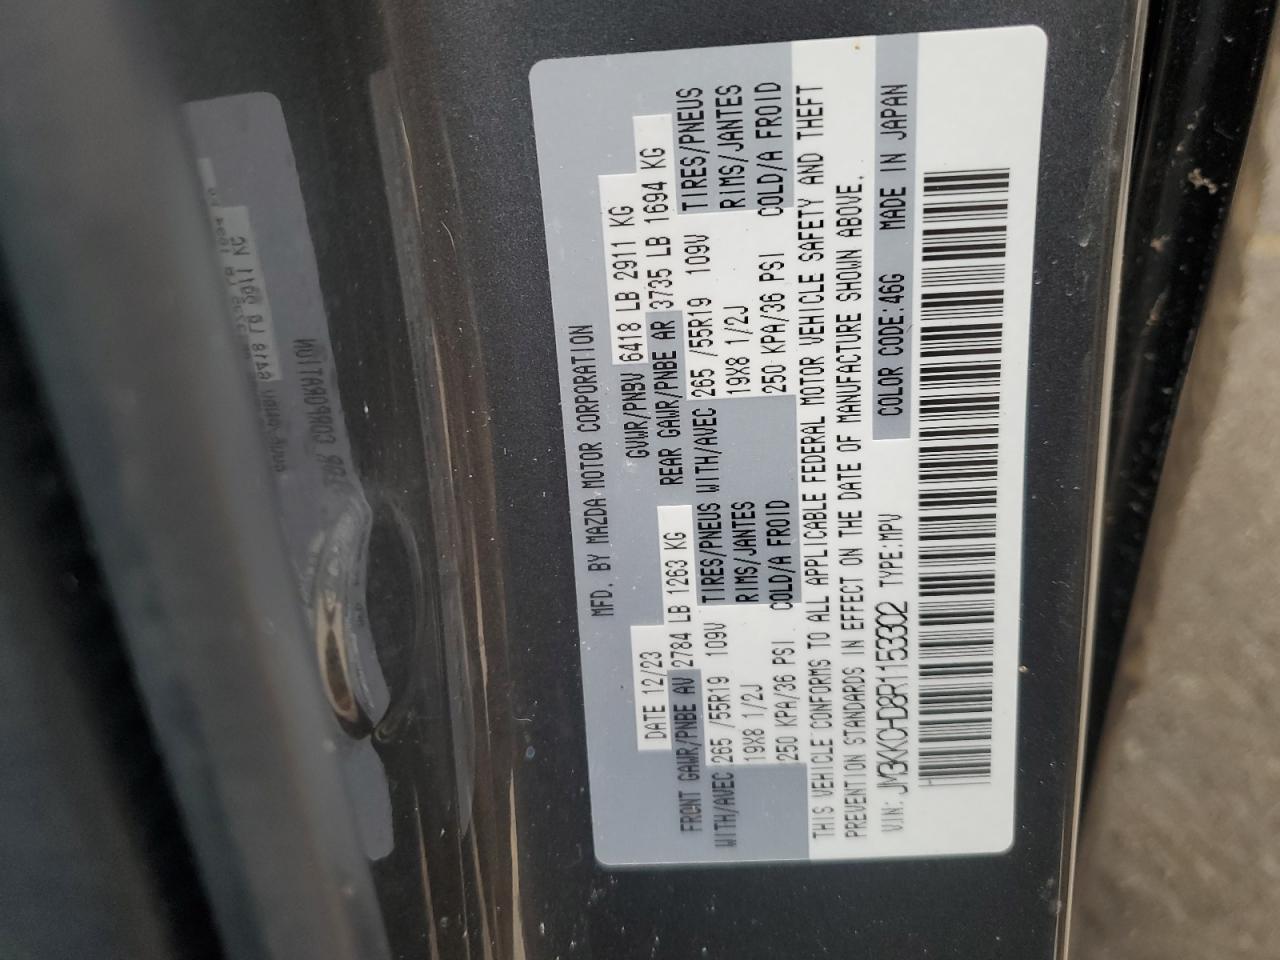 MFD. BY MAZDA MOTOR CORPORATION
DATE 12/23 GVWR/PNBV 6418 LB 2911 KG
FRONT GAWR/PNBE AV 2784 LB 1263 KG REAR GAWR/PNBE AR 3735 LB 1694 KG
WITH/AVEC 265 /55R19 109V TIRES/PNEUS WITH/AVEC 265 /55R19 109V TIRES/PNEUS
19X8 1/2J RIMS/JANTES 19X8 1/2J RIMS/JANTES
250 KPA/36 PSI COLD/A FROID 250 KPA/36 PSI COLD/A FROID
THIS VEHICLE CONFORMS TO ALL APPLICABLE FEDERAL MOTOR VEHICLE SAFETY AND THEFT
PREVENTION STANDARDS IN EFFECT ON THE DATE OF MANUFACTURE SHOWN ABOVE.
VIN: JM3KKCHD8R1153302 TYPE:MPV COLOR CODE:46G MADE IN JAPAN